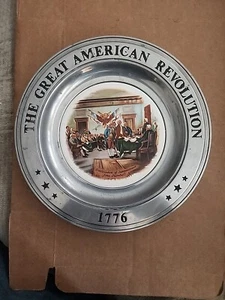 THE GREAT AMERICAN REVOLUTION
1776